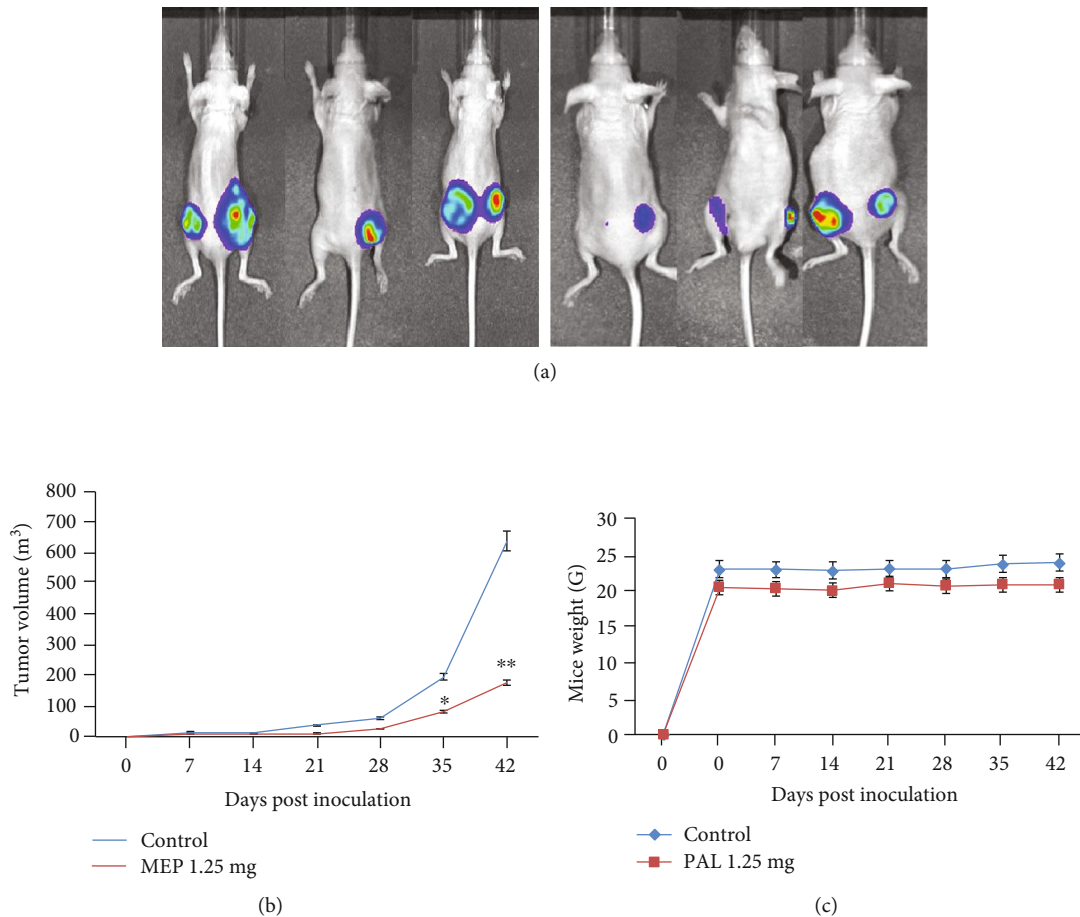 (a)
800
700
600
500
400
300
200
100
0
Tumor volume (m³)
0 7 14 21 28 35 42
* **
Days post inoculation
Control
MEP 1.25 mg
(b)
30
25
20
15
10
5
0
Mice weight (G)
0 0 7 14 21 28 35 42
Days post inoculation
Control
PAL 1.25 mg
(c)